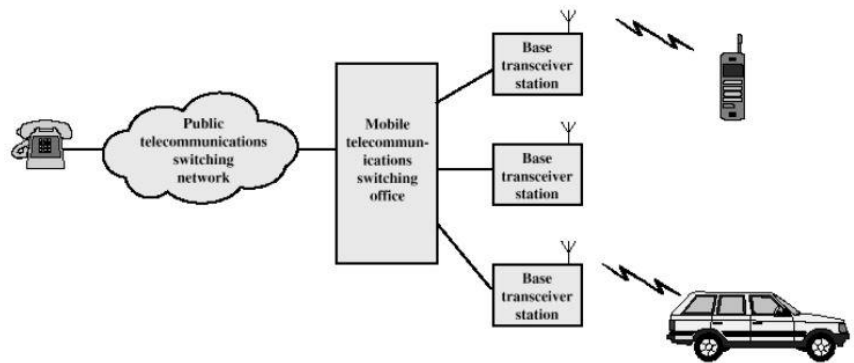 Public
telecommunications
switching
network
Mobile
telecommun-
ications
switching
office
Base
transceiver
station
Base
transceiver
station
Base
transceiver
station